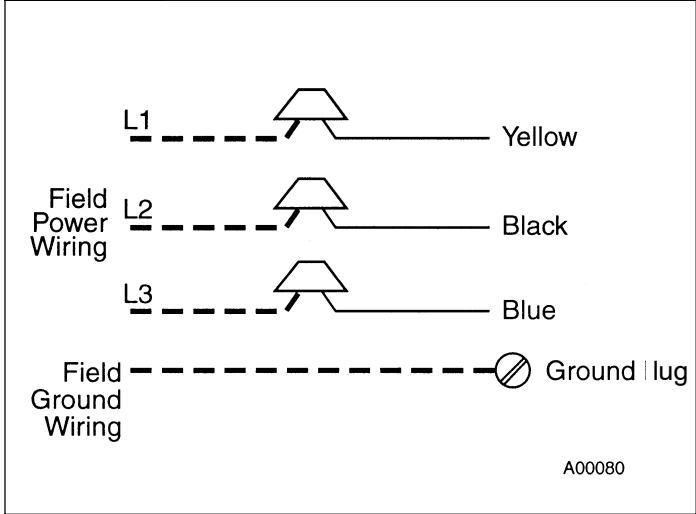 L1
Yellow
Field
Power
Wiring
L2
Black
L3
Blue
Field
Ground
Wiring
Ground lug
A00080